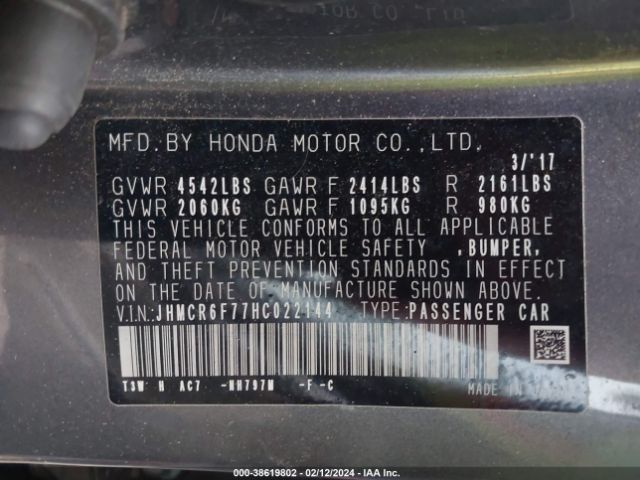 MFD.BY HONDA MOTOR CO.,LTD.
3/'17
GVWR 4542LBS GAWR F 2414LBS R 2161LBS
GVWR 2060KG GAWR F 1095KG R 980KG
THIS VEHICLE CONFORMS TO ALL APPLICABLE
FEDERAL MOTOR VEHICLE SAFETY ,BUMPER,
AND THEFT PREVENTION STANDARDS IN EFFECT
ON DATE OF MANUFACTURE SHOWN ABOVE.
V.I.N.:JHMCR6F77HC022144 TYPE:PASSENGER CAR
T3W H AC7 -NH797M -F -C
MADE IN
000-38619802 - 02/12/2024 - IAA Inc.